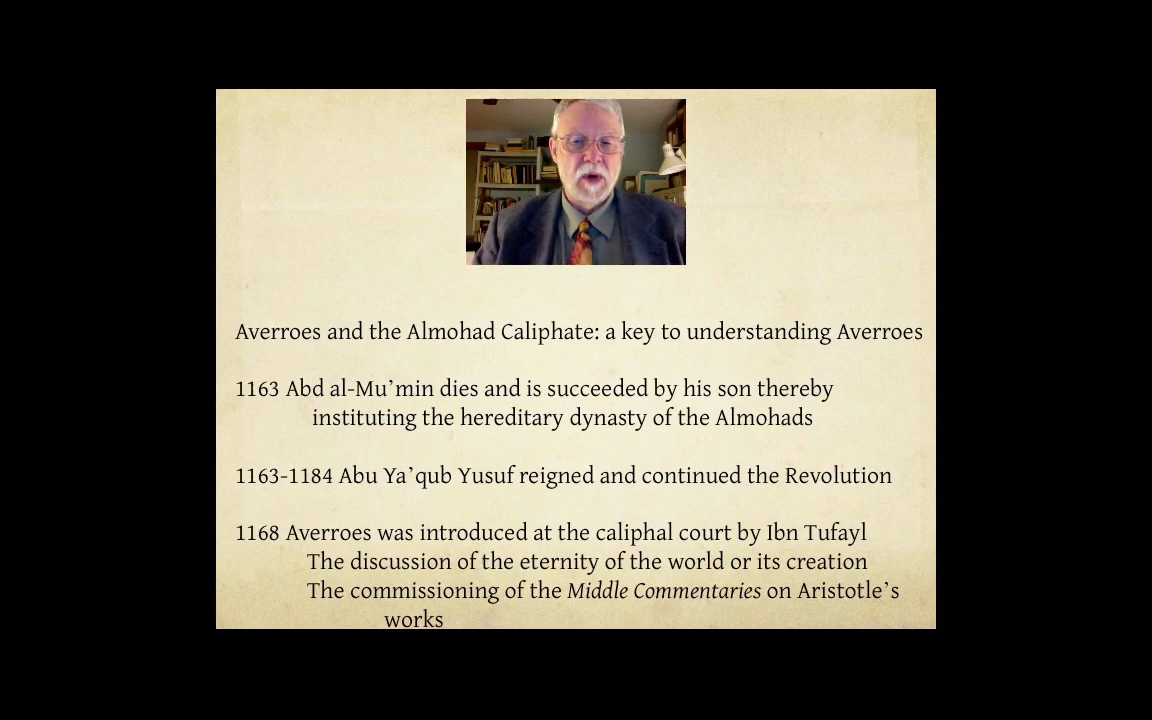 Averroes and the Almohad Caliphate: a key to understanding Averroes
1163 Abd al-Mu’min dies and is succeeded by his son thereby
instituting the hereditary dynasty of the Almohads
1163-1184 Abu Ya’qub Yusuf reigned and continued the Revolution
1168 Averroes was introduced at the caliphal court by Ibn Tufayl
The discussion of the eternity of the world or its creation
The commissioning of the Middle Commentaries on Aristotle’s
works